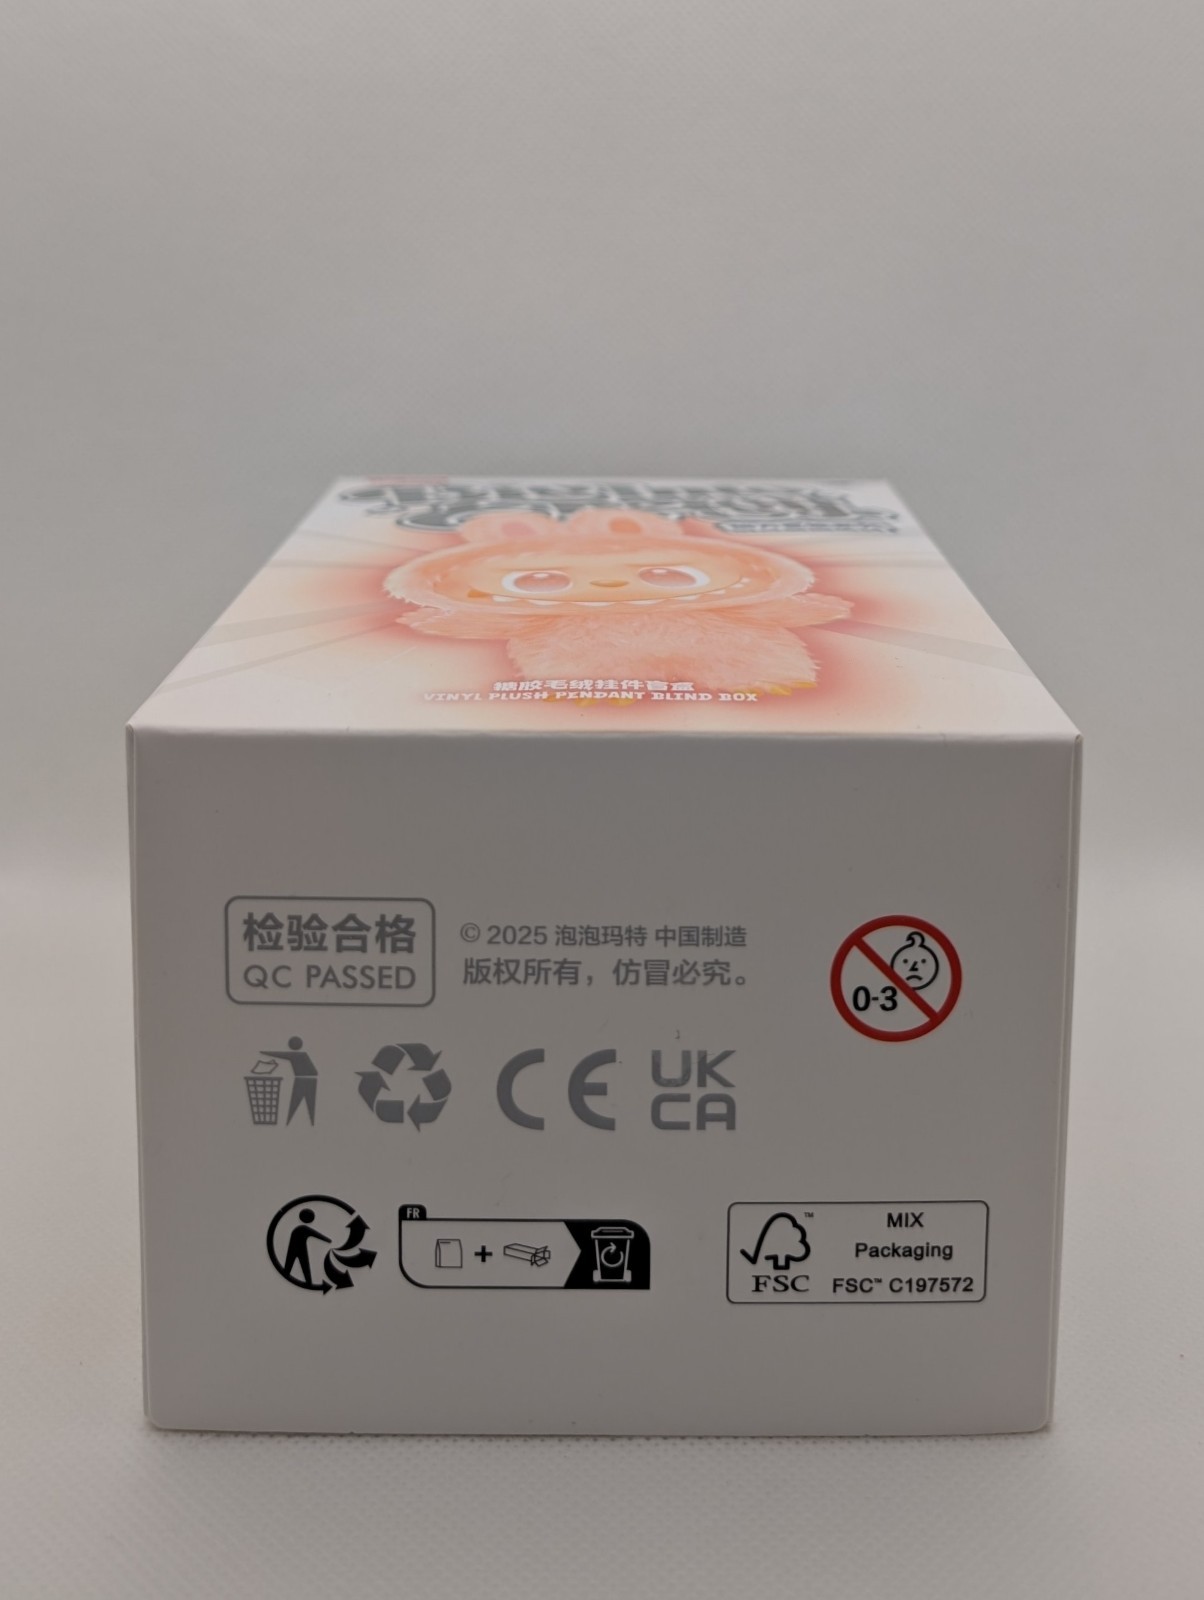 搪胶毛绒挂件盲盒
VINYL PLUSH PENDANT BLIND BOX
检验合格
QC PASSED
© 2025 泡泡玛特 中国制造
版权所有，仿冒必究。
0-3
CE
UK
CA
FR
™
FSC
MIX
Packaging
FSC™ C197572